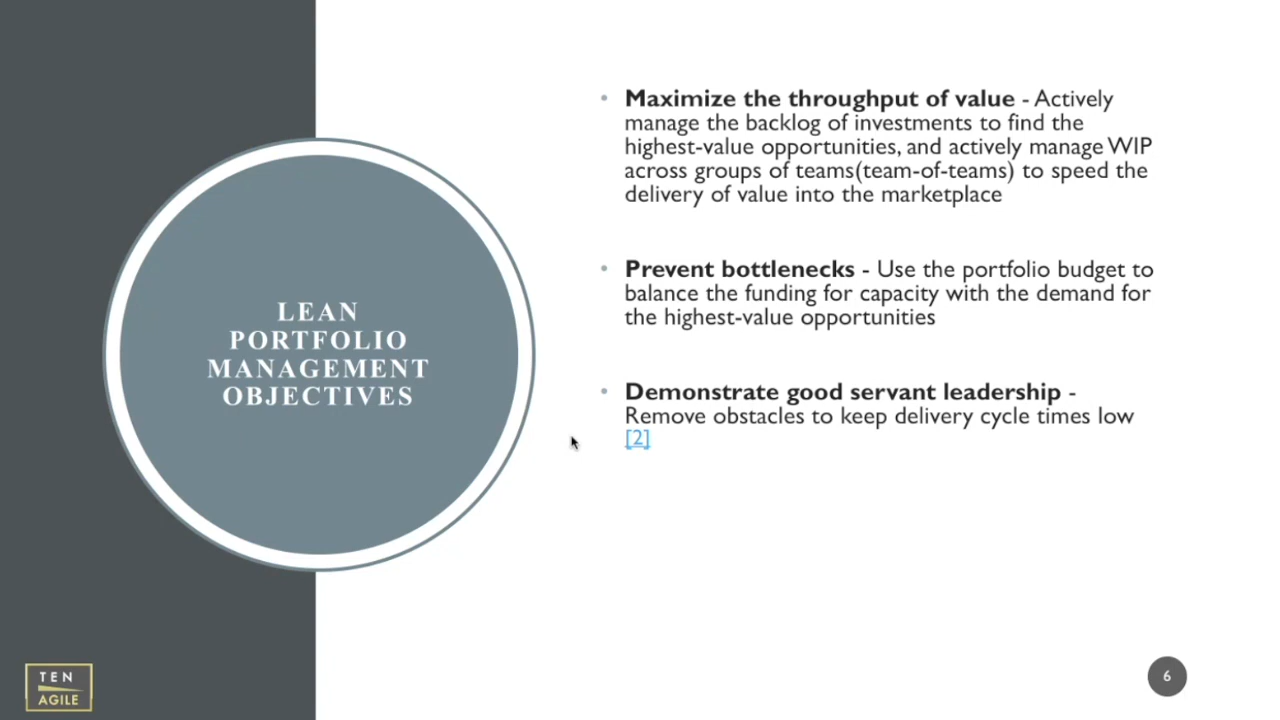 LEAN
PORTFOLIO
MANAGEMENT
OBJECTIVES
• Maximize the throughput of value - Actively
manage the backlog of investments to find the
highest-value opportunities, and actively manage WIP
across groups of teams(team-of-teams) to speed the
delivery of value into the marketplace
• Prevent bottlenecks - Use the portfolio budget to
balance the funding for capacity with the demand for
the highest-value opportunities
• Demonstrate good servant leadership -
Remove obstacles to keep delivery cycle times low
[2]
TEN
AGILE
6